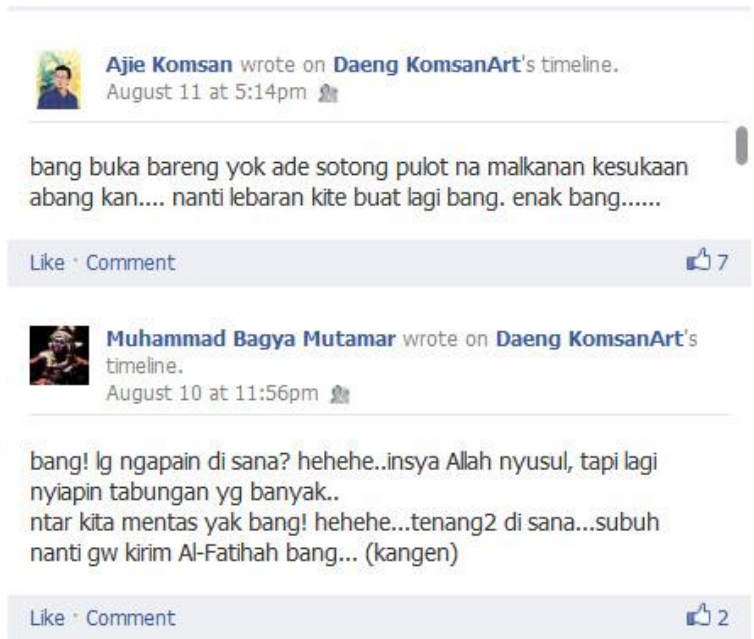 Ajie Komsan wrote on Daeng KomsanArt's timeline.
August 11 at 5:14pm
bang buka bareng yok ade sotong pulot na malkanan kesukaan
abang kan.... nanti lebaran kite buat lagi bang. enak bang......
Like · Comment 7
Muhammad Bagya Mutamar wrote on Daeng KomsanArt's
timeline.
August 10 at 11:56pm
bang! lg ngapain di sana? hehehe..insya Allah nyusul, tapi lagi
nyiapin tabungan yg banyak..
ntar kita mentas yak bang! hehehe...tenang2 di sana...subuh
nanti gw kirim Al-Fatihah bang... (kangen)
Like · Comment 2